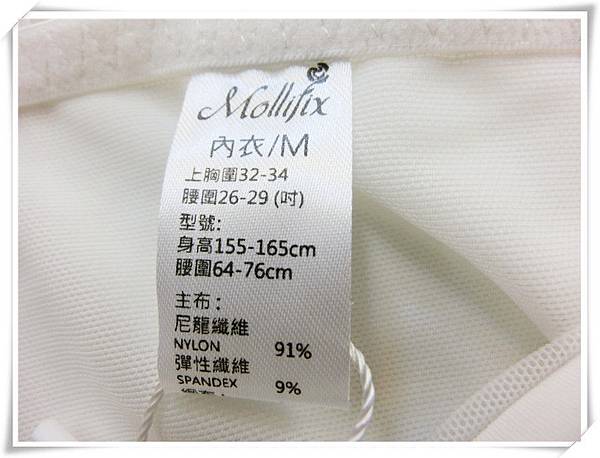 Mollifix
內衣/M
上胸圍32-34
腰圍26-29 (吋)
型號:
身高155-165cm
腰圍64-76cm
主布:
尼龍纖維
NYLON 91%
彈性纖維
SPANDEX 9%